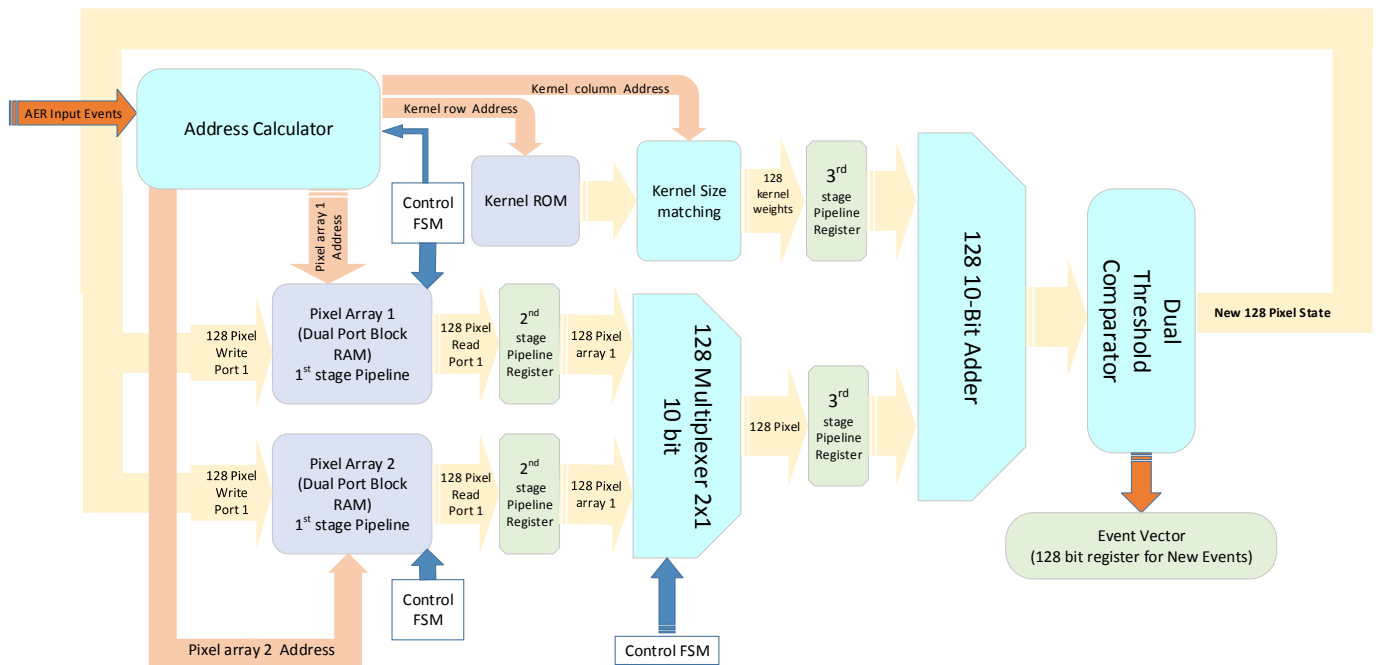 AER Input Events
Address Calculator
Kernel column Address
Kernel row Address
Pixel array 1
Address
Control
FSM
Kernel ROM
Kernel Size
matching
128
kernel
weights
3rd
stage
Pipeline
Register
128 10-Bit Adder
Dual
Threshold
Comparator
New 128 Pixel State
128 Pixel
Write
Port 1
Pixel Array 1
(Dual Port Block
RAM)
1st stage Pipeline
128 Pixel
Read
Port 1
2nd
stage
Pipeline
Register
128 Pixel
array 1
128 Multiplexer 2x1
10 bit
128 Pixel
3rd
stage
Pipeline
Register
128 Pixel
Write
Port 1
Pixel Array 2
(Dual Port Block
RAM)
1st stage Pipeline
128 Pixel
Read
Port 1
2nd
stage
Pipeline
Register
128 Pixel
array 1
Event Vector
(128 bit register for New Events)
Control
FSM
Control FSM
Pixel array 2 Address